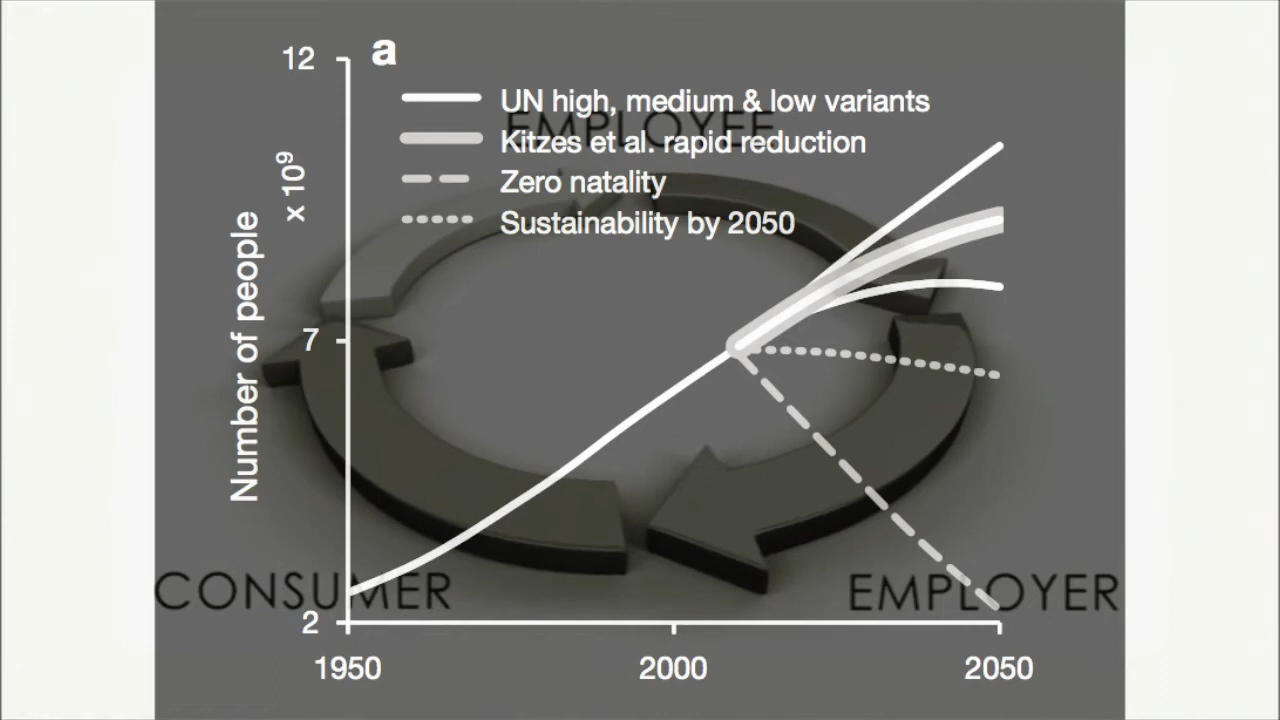 12
a
UN high, medium & low variants
EMPLOYEE
Kitzes et al. rapid reduction
Zero natality
Sustainability by 2050
Number of people
x 10⁹
7
CONSUMER
EMPLOYER
2
1950
2000
2050